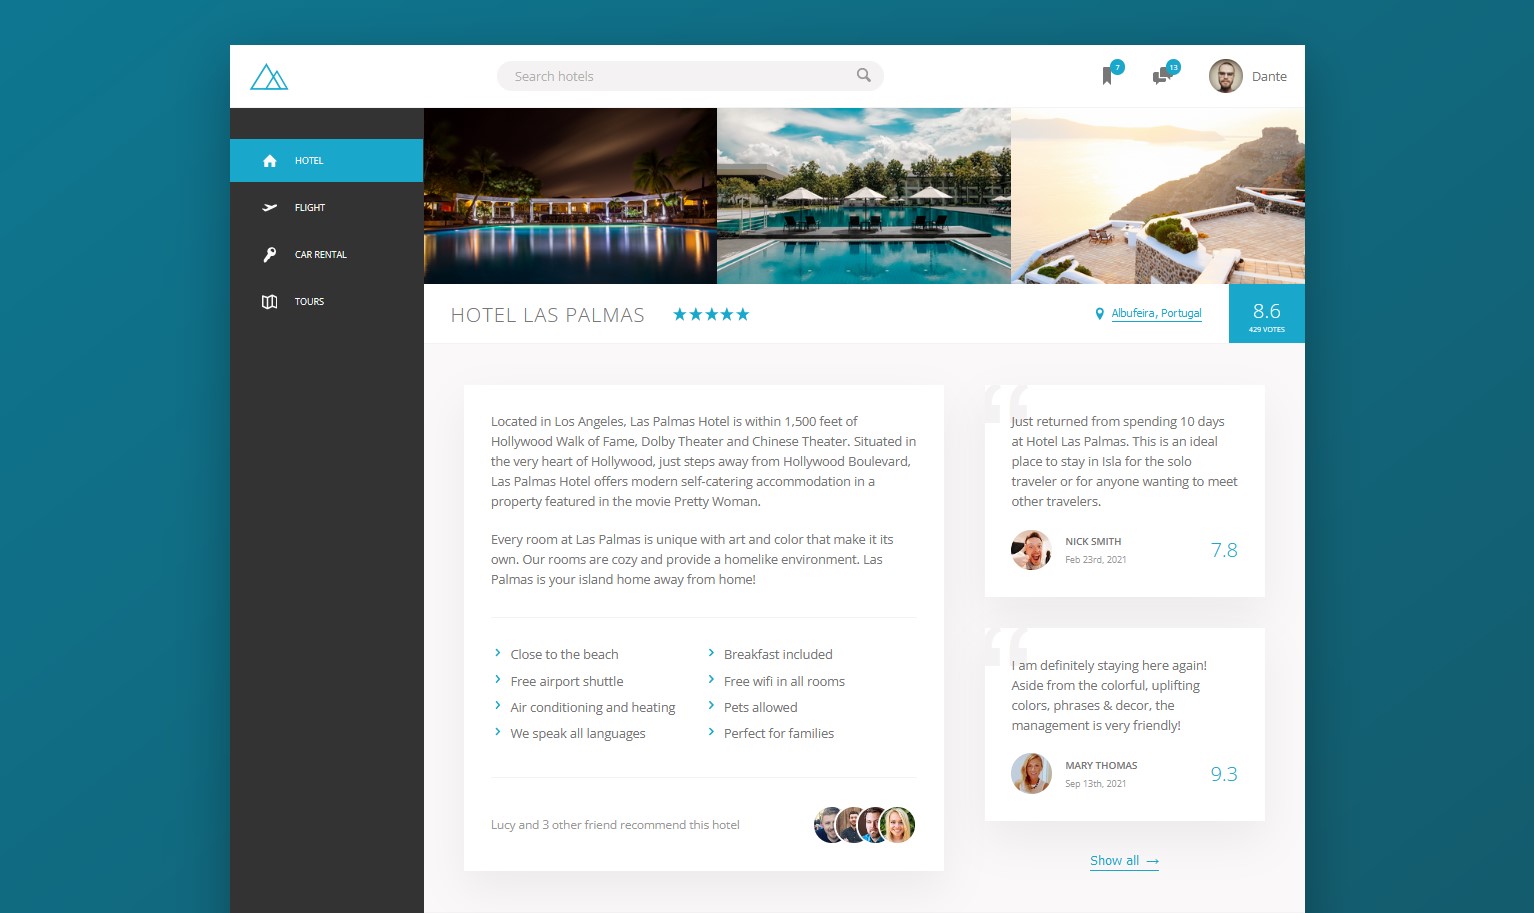 Search hotels
7
13
Dante
HOTEL
FLIGHT
CAR RENTAL
TOURS
HOTEL LAS PALMAS
Albufeira, Portugal
8.6
429 VOTES
Located in Los Angeles, Las Palmas Hotel is within 1,500 feet of
Hollywood Walk of Fame, Dolby Theater and Chinese Theater. Situated in
the very heart of Hollywood, just steps away from Hollywood Boulevard,
Las Palmas Hotel offers modern self-catering accommodation in a
property featured in the movie Pretty Woman.
Every room at Las Palmas is unique with art and color that make it its
own. Our rooms are cozy and provide a homelike environment. Las
Palmas is your island home away from home!
Close to the beach
Free airport shuttle
Air conditioning and heating
We speak all languages
Breakfast included
Free wifi in all rooms
Pets allowed
Perfect for families
Lucy and 3 other friend recommend this hotel
“
Just returned from spending 10 days
at Hotel Las Palmas. This is an ideal
place to stay in Isla for the solo
traveler or for anyone wanting to meet
other travelers.
NICK SMITH
Feb 23rd, 2021
7.8
“
I am definitely staying here again!
Aside from the colorful, uplifting
colors, phrases & decor, the
management is very friendly!
MARY THOMAS
Sep 13th, 2021
9.3
Show all →